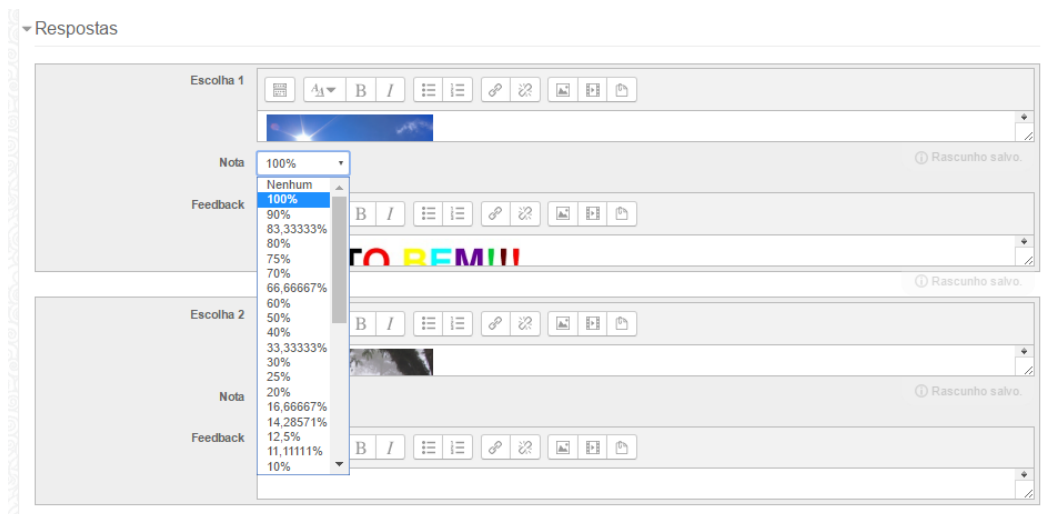 Respostas
Escolha 1
B I
Nota 100%
Rascunho salvo.
Nenhum
100%
90%
83,33333%
80%
75%
70%
66,66667%
60%
50%
40%
33,33333%
30%
25%
20%
16,66667%
14,28571%
12,5%
11,11111%
10%
Feedback
B I
TO BEM!!!
Rascunho salvo.
Escolha 2
B I
Nota
Rascunho salvo.
Feedback
B I